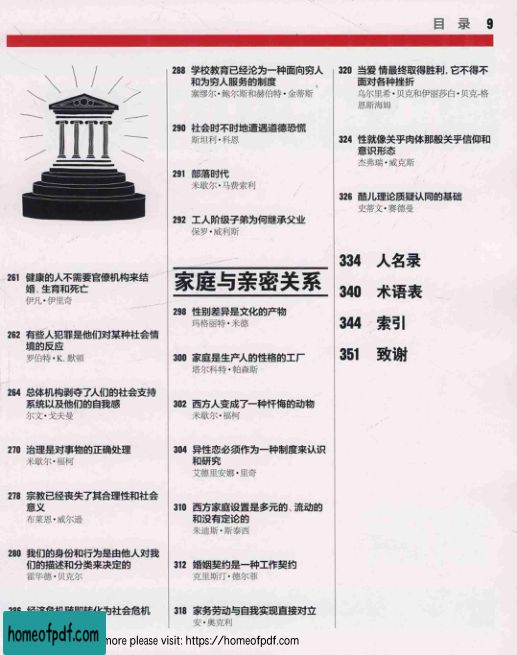 目 录 9
261 健康的人不需要官僚机构来结
婚、生育和死亡
伊凡·伊里奇
262 有些人犯罪是他们对某种社会情
境的反应
罗伯特·K. 默顿
264 总体机构剥夺了人们的社会支持
系统以及他们的自我感
尔文·戈夫曼
270 治理是对事物的正确处理
米歇尔·福柯
278 宗教已经丧失了其合理性和社会
意义
布莱恩·威尔逊
280 我们的身份和行为是由他人对我
们的描述和分类来决定的
霍华德·贝克尔
286 经济危机随即转化为社会危机
288 学校教育已经沦为一种面向穷人
和为穷人服务的制度
塞缪尔·鲍尔斯和赫伯特·金蒂斯
290 社会时不时地遭遇道德恐慌
斯坦利·科恩
291 部落时代
米歇尔·马费索利
292 工人阶级子弟为何继承父业
保罗·威利斯
家庭与亲密关系
298 性别差异是文化的产物
玛格丽特·米德
300 家庭是生产人的性格的工厂
塔尔科特·帕森斯
302 西方人变成了一种忏悔的动物
米歇尔·福柯
304 异性恋必须作为一种制度来认识
和研究
艾德里安娜·里奇
310 西方家庭设置是多元的、流动的
和没有定论的
朱迪斯·斯泰西
312 婚姻契约是一种工作契约
克里斯汀·德尔菲
318 家务劳动与自我实现直接对立
安·奥克利
320 当爱 情最终取得胜利，它不得不
面对各种挫折
乌尔里希·贝克和伊丽莎白·贝克-格
恩斯海姆
324 性就像关乎肉体那般关乎信仰和
意识形态
杰弗瑞·威克斯
326 酷儿理论质疑认同的基础
史蒂文·赛德曼
334 人名录
340 术语表
344 索引
351 致谢
homeofpdf.com
more please visit: https://homeofpdf.com